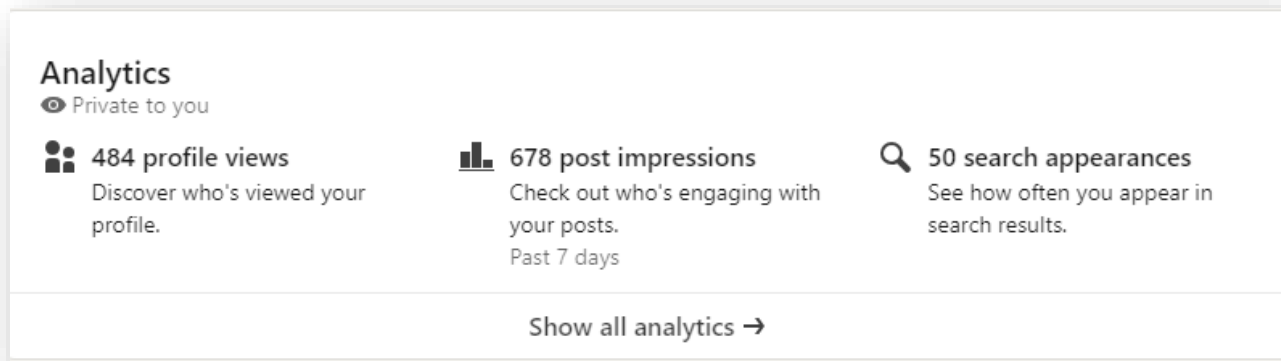 Analytics
Private to you
484 profile views
Discover who's viewed your
profile.
678 post impressions
Check out who's engaging with
your posts.
Past 7 days
50 search appearances
See how often you appear in
search results.
Show all analytics →